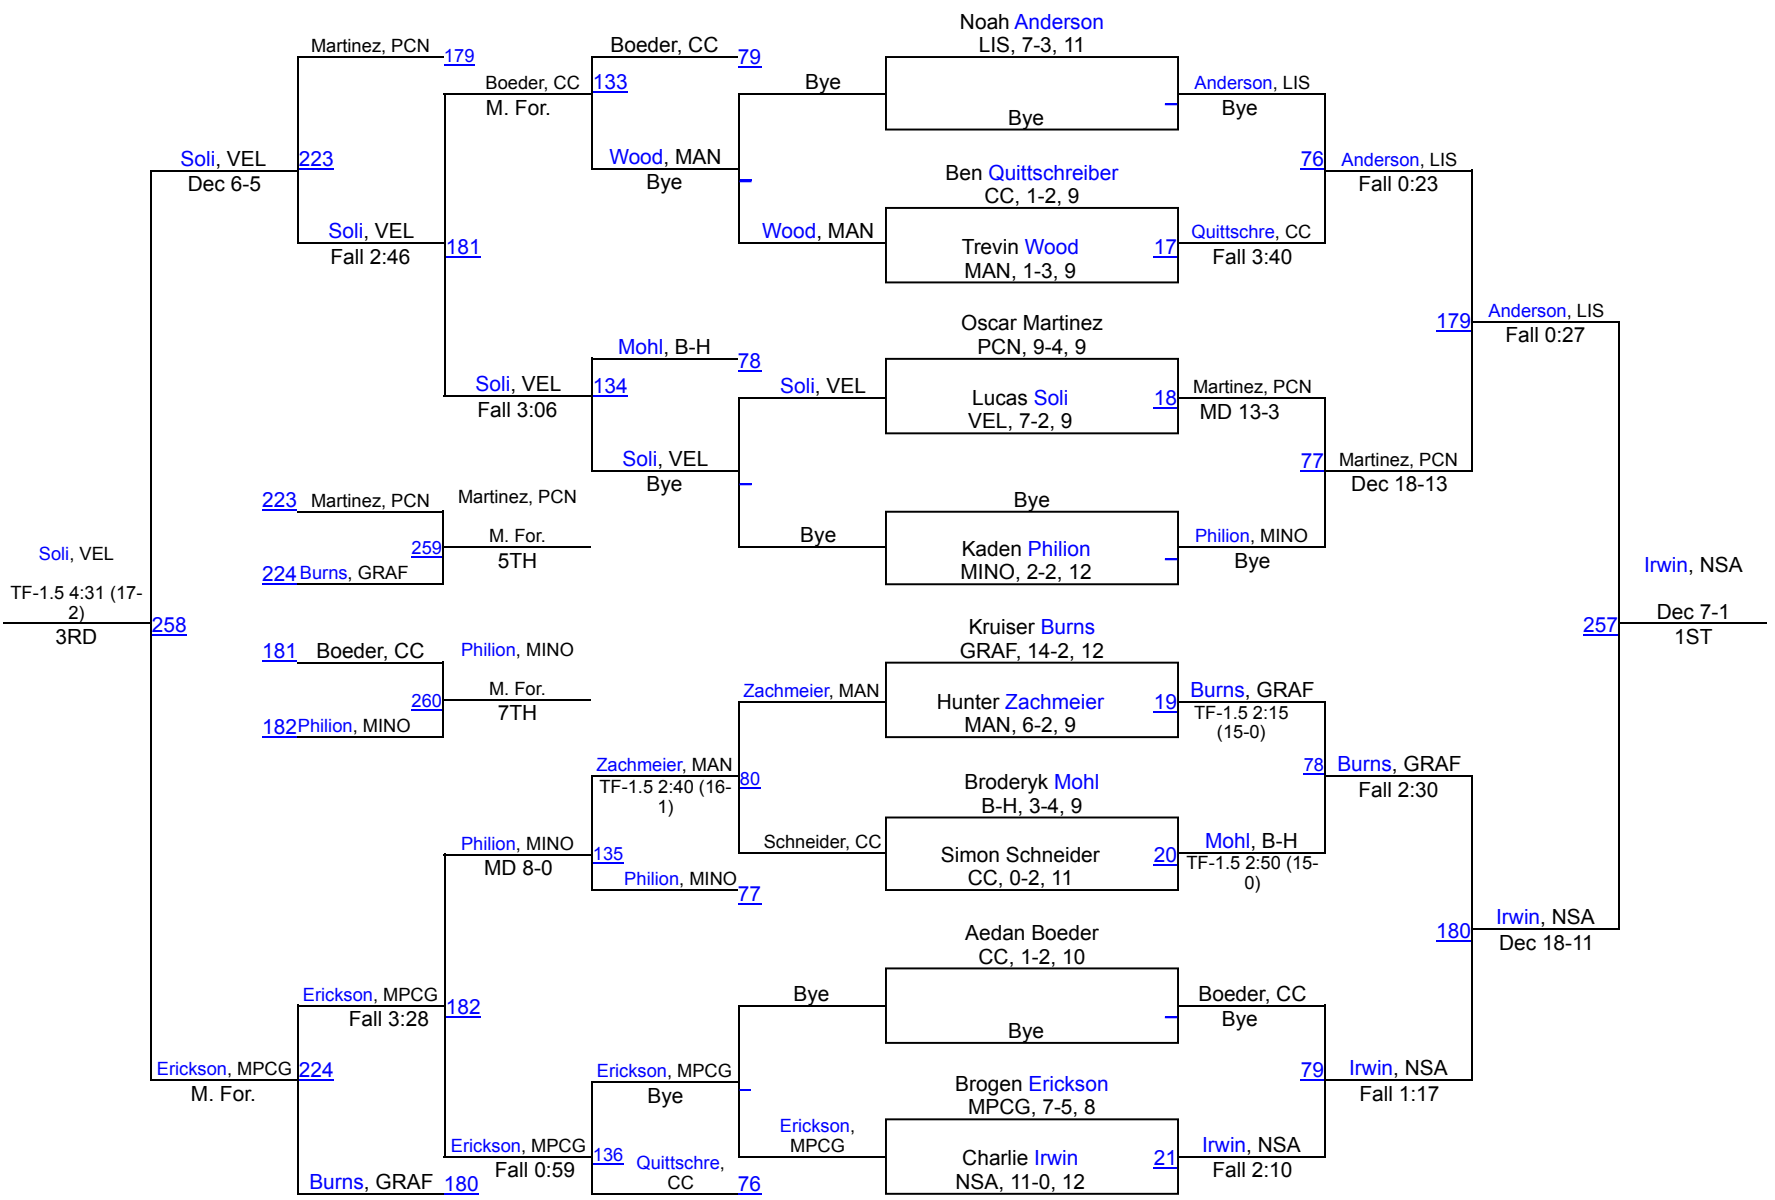 Noah Anderson
LIS, 7-3, 11
Bye
Ben Quittschreiber
CC, 1-2, 9
Trevin Wood
MAN, 1-3, 9
17
Oscar Martinez
PCN, 9-4, 9
Lucas Soli
VEL, 7-2, 9
18
Bye
Kaden Philion
MINO, 2-2, 12
Kruiser Burns
GRAF, 14-2, 12
Hunter Zachmeier
MAN, 6-2, 9
19
Broderyk Mohl
B-H, 3-4, 9
Simon Schneider
CC, 0-2, 11
20
Aedan Boeder
CC, 1-2, 10
Bye
Brogen Erickson
MPCG, 7-5, 8
Charlie Irwin
NSA, 11-0, 12
21
Anderson, LIS
Bye
76
Quittschre, CC
Fall 3:40
Martinez, PCN
MD 13-3
77
Philion, MINO
Bye
Burns, GRAF
TF-1.5 2:15
(15-0)
78
Mohl, B-H
TF-1.5 2:50 (15-
0)
Boeder, CC
Bye
79
Irwin, NSA
Fall 2:10
Anderson, LIS
Fall 0:23
179
Martinez, PCN
Dec 18-13
Burns, GRAF
Fall 2:30
180
Irwin, NSA
Fall 1:17
Anderson, LIS
Fall 0:27
257
Irwin, NSA
Dec 18-11
Irwin, NSA
Dec 7-1
1ST
Bye
Wood, MAN
Soli, VEL
Bye
Zachmeier, MAN
80
Schneider, CC
Bye
Erickson,
MPCG
Boeder, CC
79
133
Wood, MAN
Bye
Mohl, B-H
78
134
Soli, VEL
Bye
Zachmeier, MAN
TF-1.5 2:40 (16-
1)
135
Philion, MINO
77
Erickson, MPCG
Bye
136
Quittschre,
CC
76
Boeder, CC
M. For.
181
Soli, VEL
Fall 3:06
Philion, MINO
MD 8-0
182
Erickson, MPCG
Fall 0:59
Martinez, PCN
179
223
Soli, VEL
Fall 2:46
Erickson, MPCG
Fall 3:28
224
Burns, GRAF
180
Soli, VEL
Dec 6-5
258
Erickson, MPCG
M. For.
Soli, VEL
TF-1.5 4:31 (17-
2)
3RD
223
Martinez, PCN
Martinez, PCN
259
M. For.
5TH
224
Burns, GRAF
181
Boeder, CC
Philion, MINO
260
M. For.
7TH
182
Philion, MINO